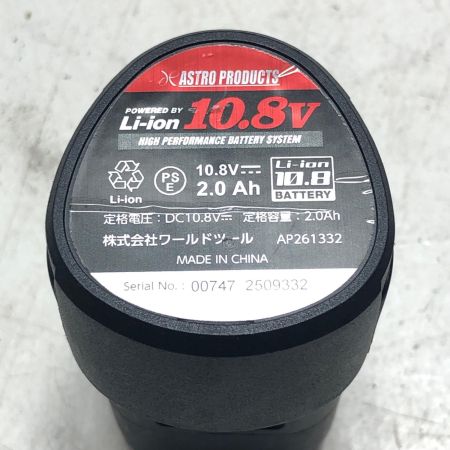 ASTRO PRODUCTS
POWERED BY
Li-ion 10.8V
HIGH PERFORMANCE BATTERY SYSTEM
Li-ion
PS
E
10.8V⎓
2.0 Ah
Li-ion
10.8
BATTERY
定格電圧：DC10.8V⎓ 定格容量：2.0Ah
株式会社ワールドツール AP261332
MADE IN CHINA
Serial No.: 00747 2509332